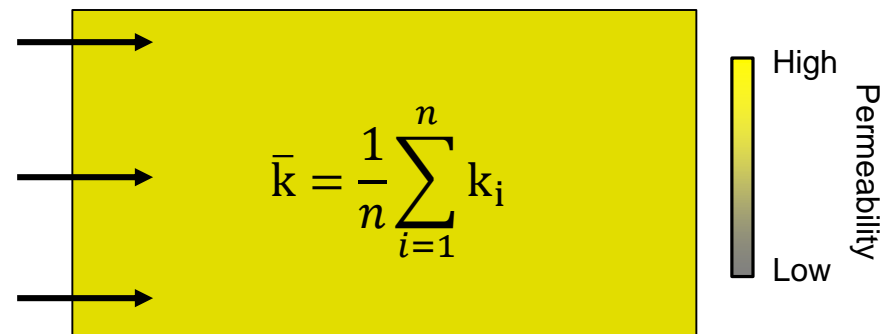 k̄ = 1/n ∑_{i=1}^{n} k_i
High
Permeability
Low